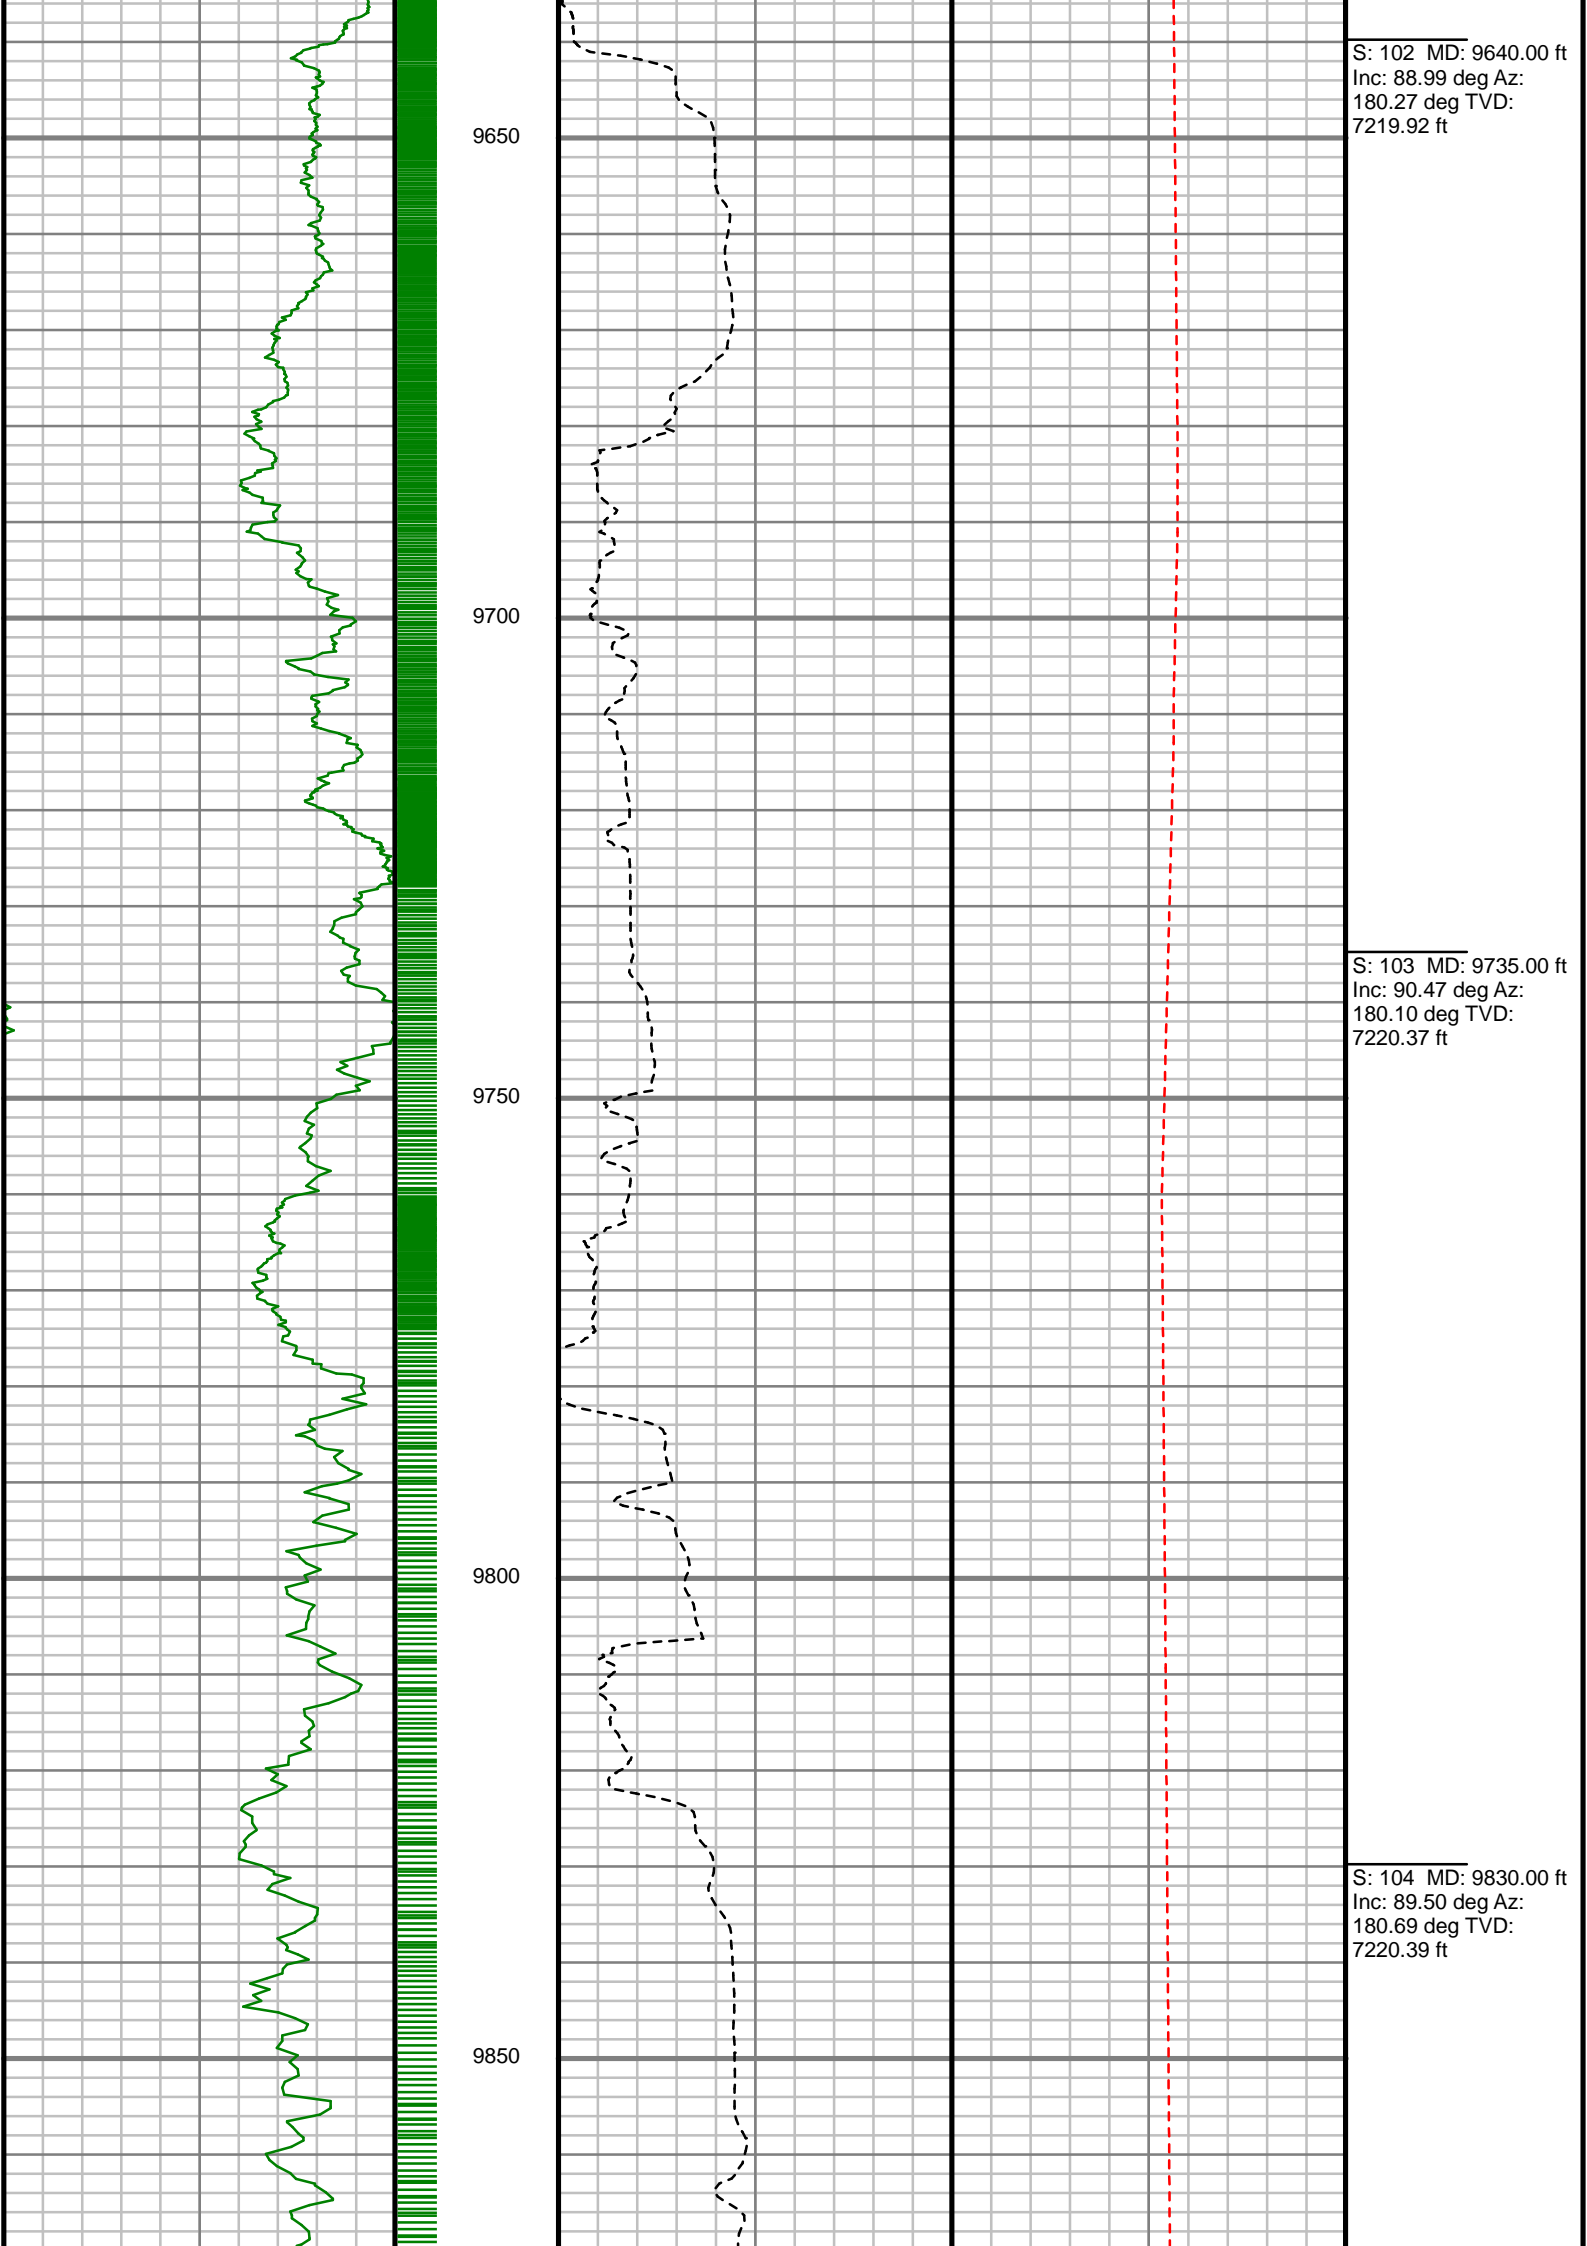 S: 102 MD: 9640.00 ft
Inc: 88.99 deg Az:
180.27 deg TVD:
7219.92 ft
9650
9700
S: 103 MD: 9735.00 ft
Inc: 90.47 deg Az:
180.10 deg TVD:
7220.37 ft
9750
9800
S: 104 MD: 9830.00 ft
Inc: 89.50 deg Az:
180.69 deg TVD:
7220.39 ft
9850